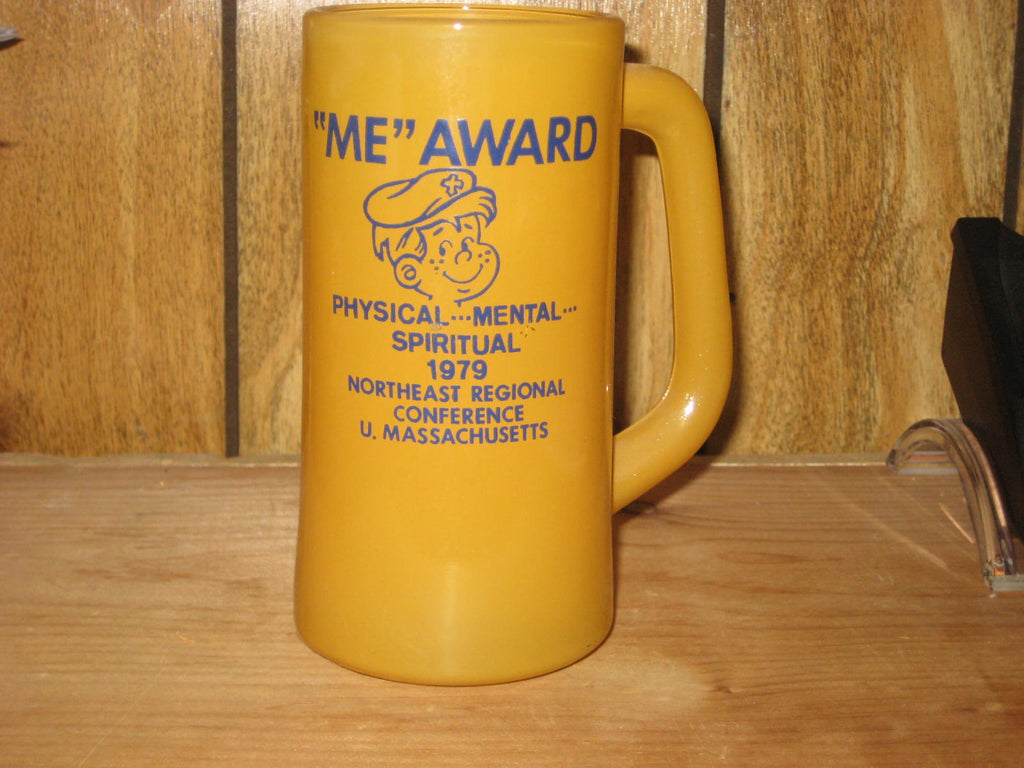 "ME" AWARD
PHYSICAL...MENTAL...
SPIRITUAL
1979
NORTHEAST REGIONAL
CONFERENCE
U. MASSACHUSETTS